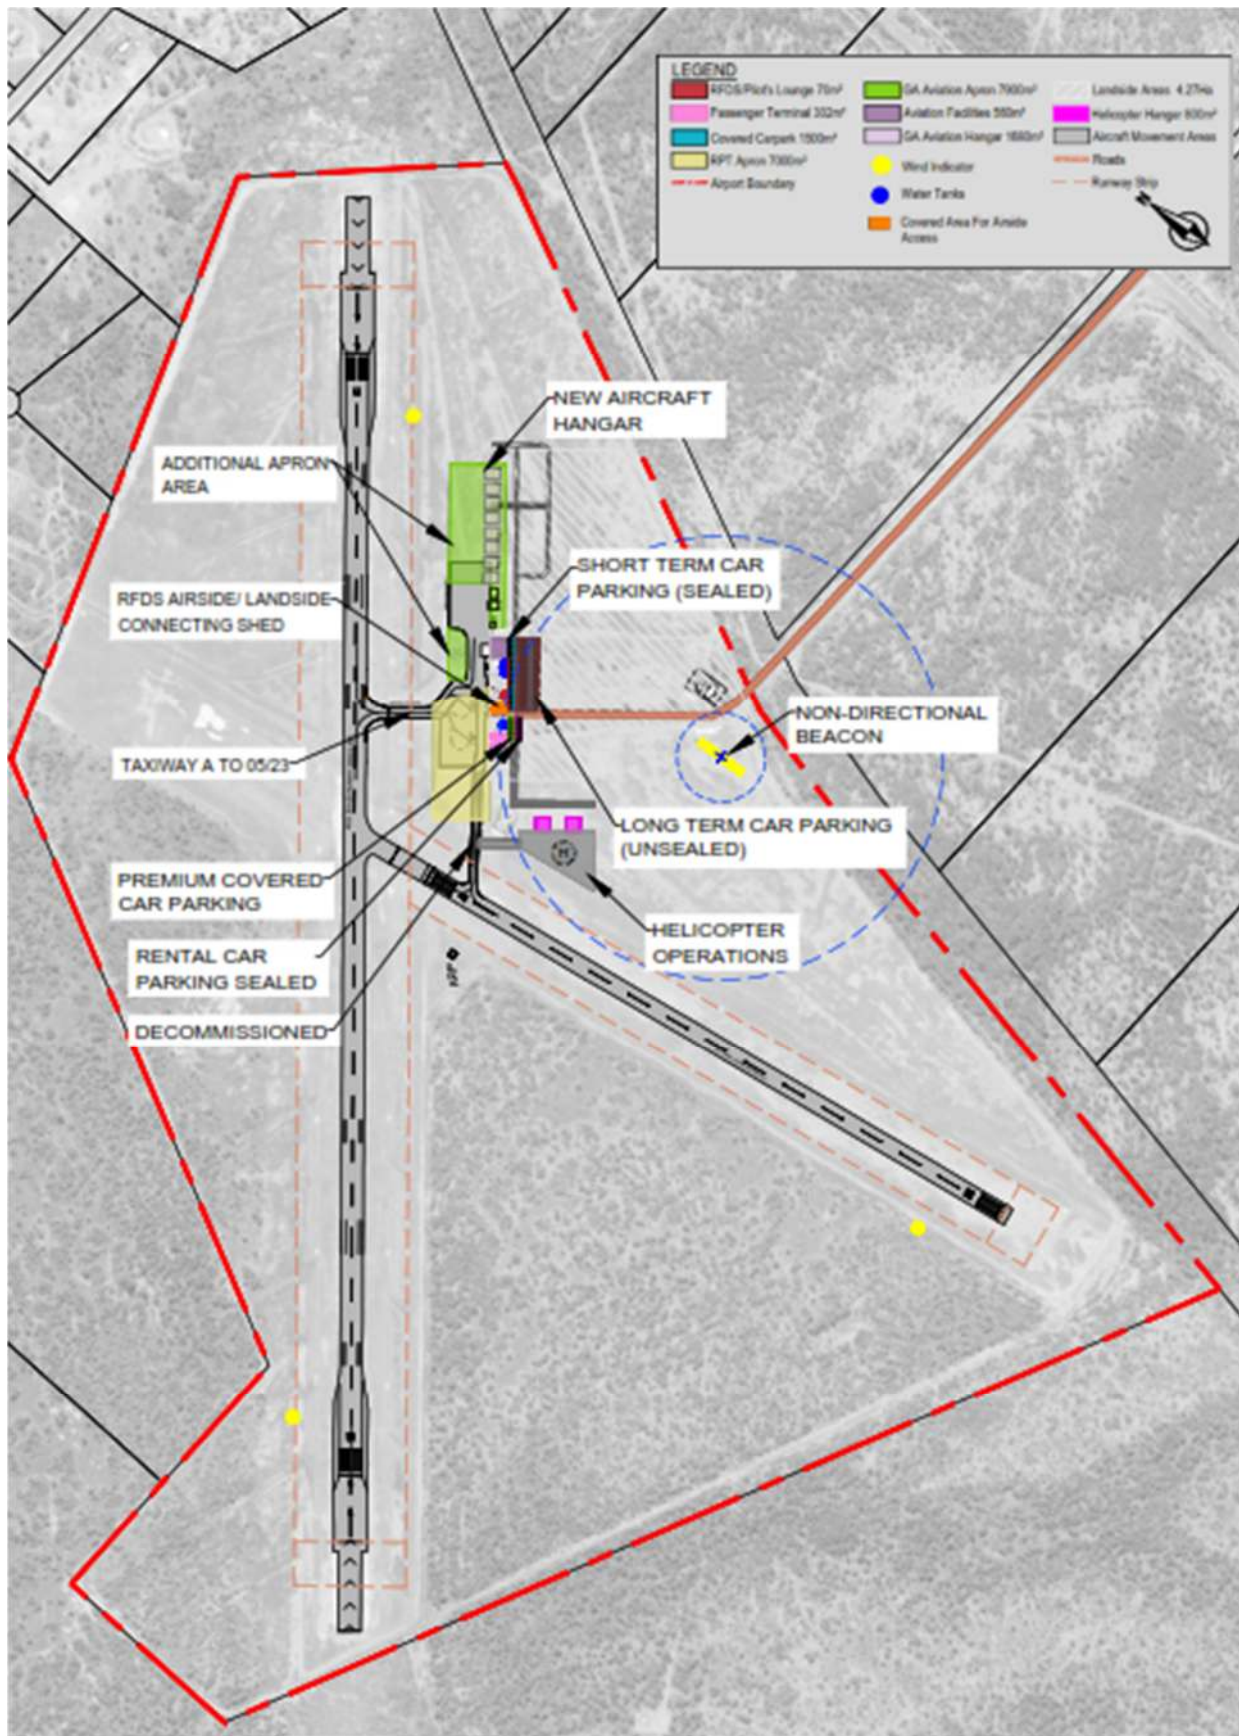 LEGEND
RFDS/Pilot's Lounge 70m²
Passenger Terminal 332m²
Covered Carpark 1500m²
RPT Apron 7000m²
Airport Boundary
GA Aviation Apron 7900m²
Aviation Facilities 550m²
GA Aviation Hangar 1680m²
Wind Indicator
Water Tanks
Covered Area For Airside
Access
Landside Areas 4.27Ha
Helicopter Hanger 800m²
Aircraft Movement Areas
Roads
Runway Strip
N
NEW AIRCRAFT
HANGAR
ADDITIONAL APRON
AREA
SHORT TERM CAR
PARKING (SEALED)
RFDS AIRSIDE/ LANDSIDE
CONNECTING SHED
NON-DIRECTIONAL
BEACON
TAXIWAY A TO 05/23
LONG TERM CAR PARKING
(UNSEALED)
H
PREMIUM COVERED
CAR PARKING
HELICOPTER
OPERATIONS
RENTAL CAR
PARKING SEALED
ARP
DECOMMISSIONED